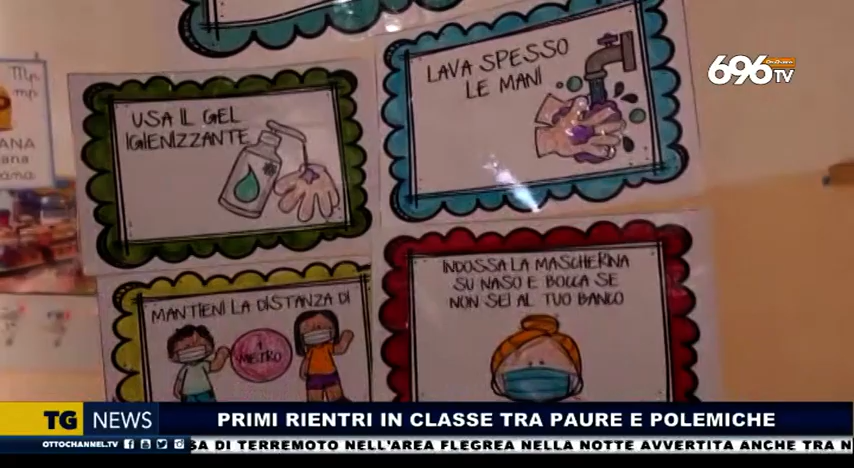 696 TV
LAVA SPESSO
LE MANI
USA IL GEL
IGIENIZZANTE
MANTIENI LA DISTANZA DI
1
METRO
INDOSSA LA MASCHERINA
SU NASO E BOCCA SE
NON SEI AL TUO BANCO
TG NEWS
PRIMI RIENTRI IN CLASSE TRA PAURE E POLEMICHE
OTTOCHANNEL.TV
SA DI TERREMOTO NELL'AREA FLEGREA NELLA NOTTE AVVERTITA ANCHE TRA N